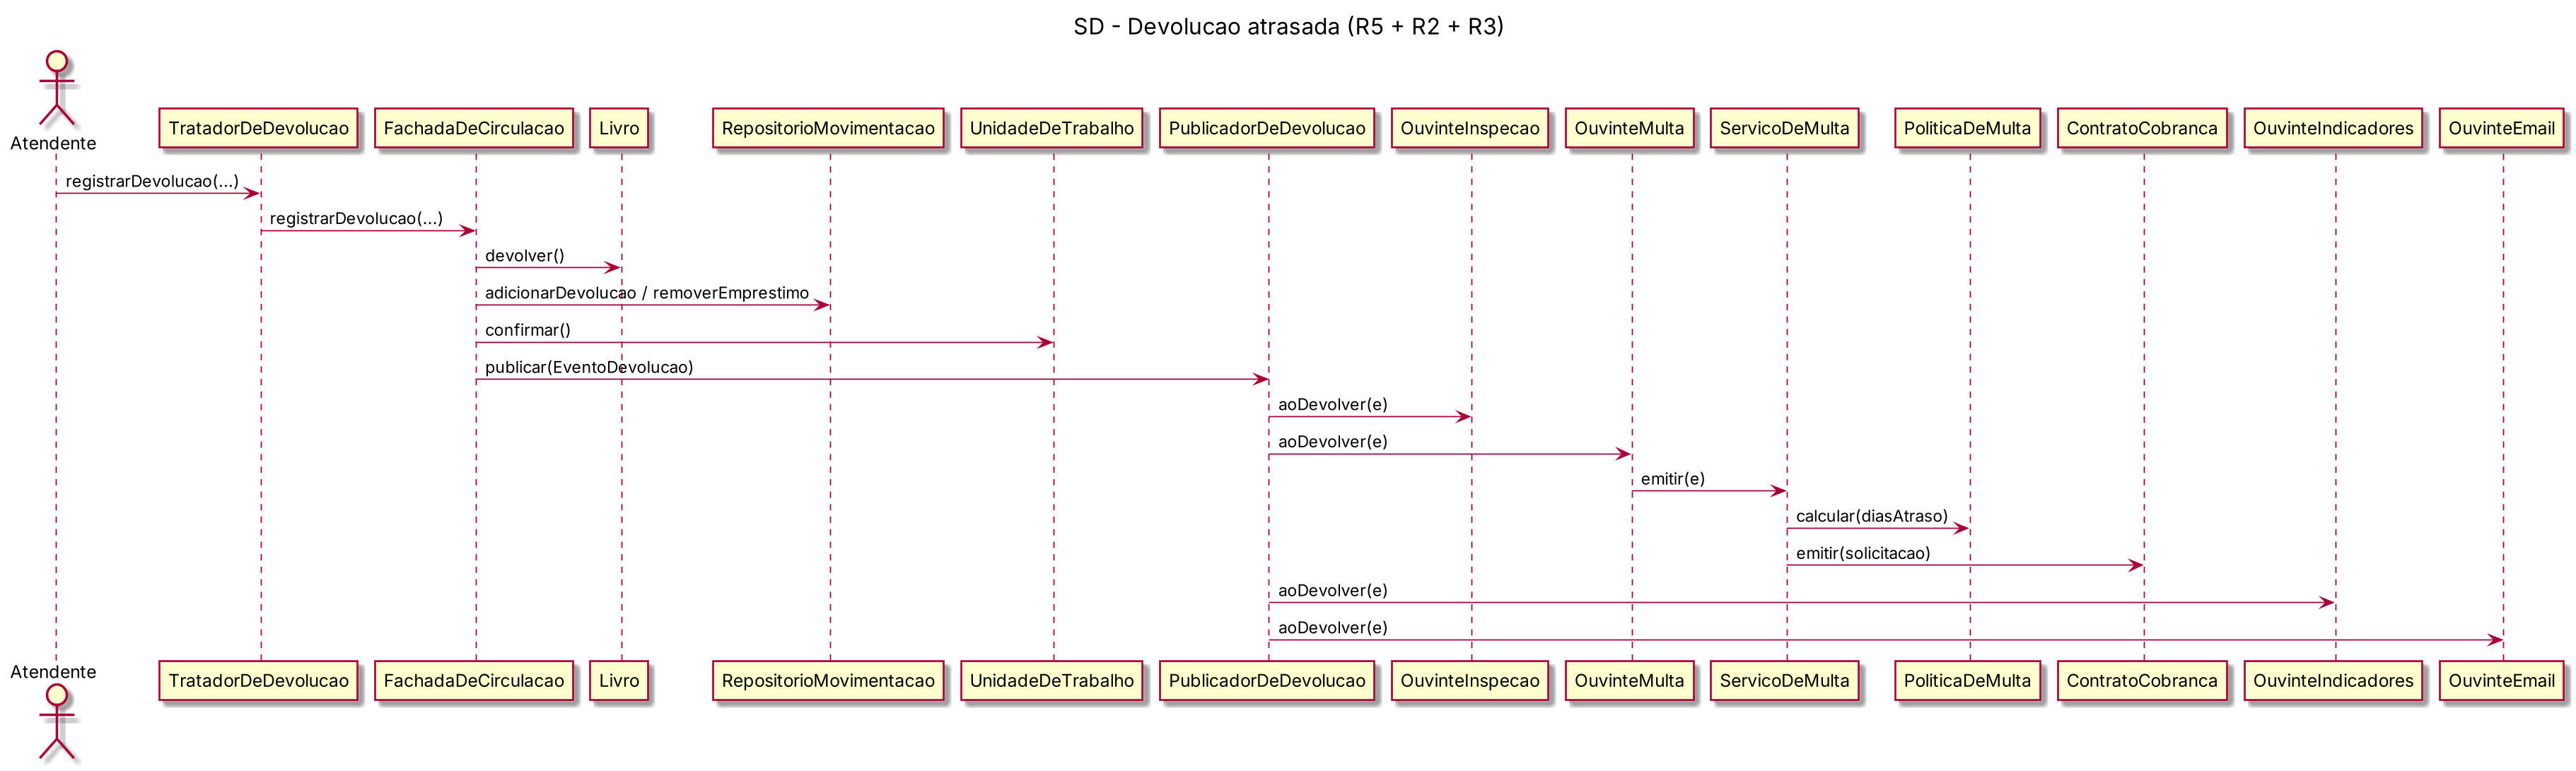 SD - Devolucao atrasada (R5 + R2 + R3)
Atendente
TratadorDeDevolucao
FachadaDeCirculacao
Livro
RepositorioMovimentacao
UnidadeDeTrabalho
PublicadorDeDevolucao
OuvinteInspecao
OuvinteMulta
ServicoDeMulta
PoliticaDeMulta
ContratoCobranca
OuvinteIndicadores
OuvinteEmail
registrarDevolucao(...)
registrarDevolucao(...)
devolver()
adicionarDevolucao / removerEmprestimo
confirmar()
publicar(EventoDevolucao)
aoDevolver(e)
aoDevolver(e)
emitir(e)
calcular(diasAtraso)
emitir(solicitacao)
aoDevolver(e)
aoDevolver(e)
Atendente
TratadorDeDevolucao
FachadaDeCirculacao
Livro
RepositorioMovimentacao
UnidadeDeTrabalho
PublicadorDeDevolucao
OuvinteInspecao
OuvinteMulta
ServicoDeMulta
PoliticaDeMulta
ContratoCobranca
OuvinteIndicadores
OuvinteEmail